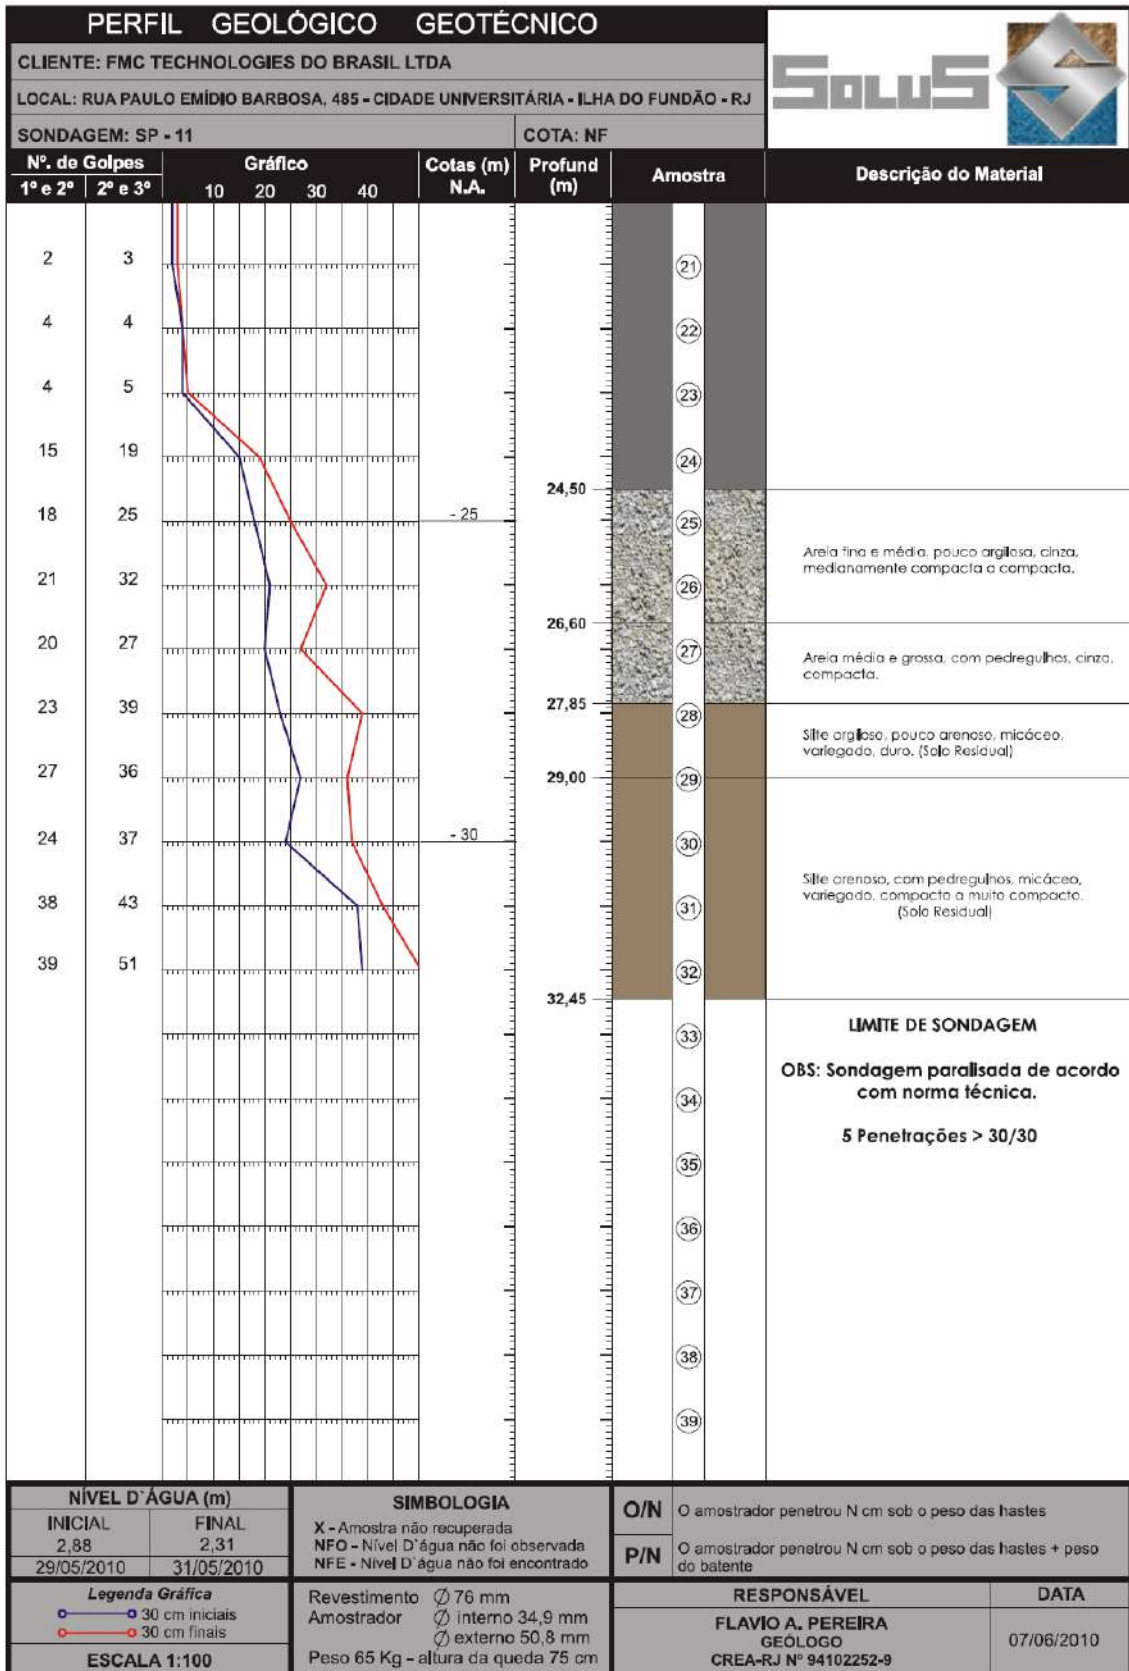 PERFIL GEOLÓGICO GEOTÉCNICO
CLIENTE: FMC TECHNOLOGIES DO BRASIL LTDA
LOCAL: RUA PAULO EMÍDIO BARBOSA, 485 - CIDADE UNIVERSITÁRIA - ILHA DO FUNDÃO - RJ
SONDAGEM: SP - 11 COTA: NF
SOLUS
Nº. de Golpes Gráfico Cotas (m) Profund Amostra Descrição do Material
1º e 2º 2º e 3º 10 20 30 40 N.A. (m)
2 3 21
4 4 22
4 5 23
15 19 24
24,50
18 25 - 25 25
Areia fina e média, pouco argilosa, cinza,
medianamente compacta a compacta.
21 32 26
26,60
20 27 27
Areia média e grossa, com pedregulhos, cinza,
compacta.
27,85
23 39 28
Silte argiloso, pouco arenoso, micáceo,
variegado, duro. (Solo Residual)
27 36 29,00 29
24 37 - 30 30
Silte arenoso, com pedregulhos, micáceo,
variegado, compacto a muito compacto.
(Solo Residual)
38 43 31
39 51 32
32,45
LIMITE DE SONDAGEM
33
OBS: Sondagem paralisada de acordo
com norma técnica.
34
5 Penetrações > 30/30
35
36
37
38
39
NÍVEL D`ÁGUA (m)
INICIAL FINAL
2,88 2,31
29/05/2010 31/05/2010
SIMBOLOGIA
X - Amostra não recuperada
NFO - Nível D`água não foi observada
NFE - Nível D`água não foi encontrado
O/N O amostrador penetrou N cm sob o peso das hastes
P/N O amostrador penetrou N cm sob o peso das hastes + peso
do batente
Legenda Gráfica
30 cm iniciais
30 cm finais
ESCALA 1:100
Revestimento Ø 76 mm
Amostrador Ø interno 34,9 mm
Ø externo 50,8 mm
Peso 65 Kg - altura da queda 75 cm
RESPONSÁVEL DATA
FLAVIO A. PEREIRA
GEÓLOGO
CREA-RJ Nº 94102252-9
07/06/2010